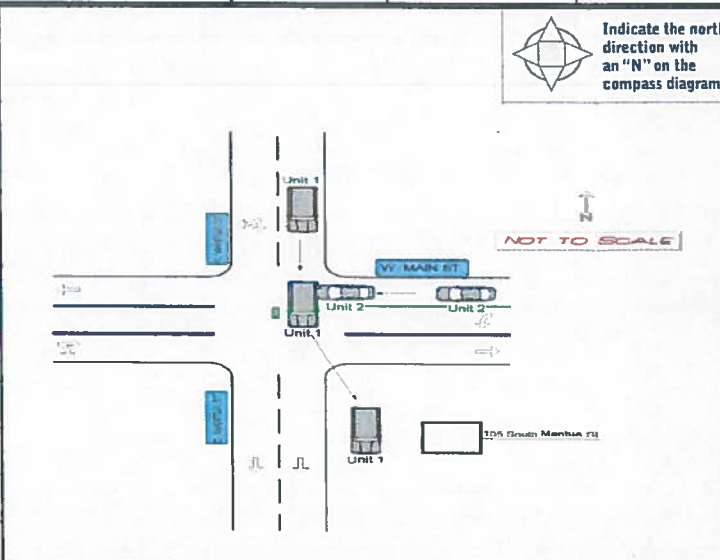 Indicate the north
direction with
an "N" on the
compass diagram
Unit 1
N
NOT TO SCALE
W MAIN ST
Unit 2
Unit 2
Unit 1
105 South Mantua St
Unit 1